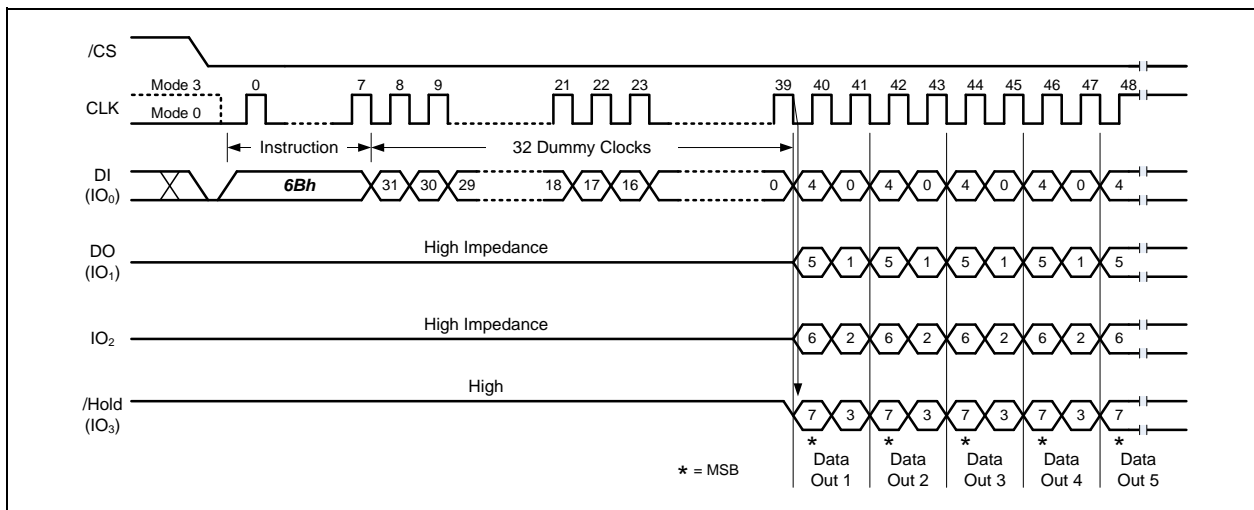 /CS
Mode 3 0 7 8 9 21 22 23 39 40 41 42 43 44 45 46 47 48
CLK
Mode 0
Instruction 32 Dummy Clocks
DI
(IO₀)
6Bh 31 30 29 18 17 16 0 4 0 4 0 4 0 4 0 4
High Impedance
DO
(IO₁)
5 1 5 1 5 1 5 1 5
High Impedance
IO₂
6 2 6 2 6 2 6 2 6
High
/Hold
(IO₃)
7 3 7 3 7 3 7 3 7
* * * * *
* = MSB
Data Data Data Data Data
Out 1 Out 2 Out 3 Out 4 Out 5